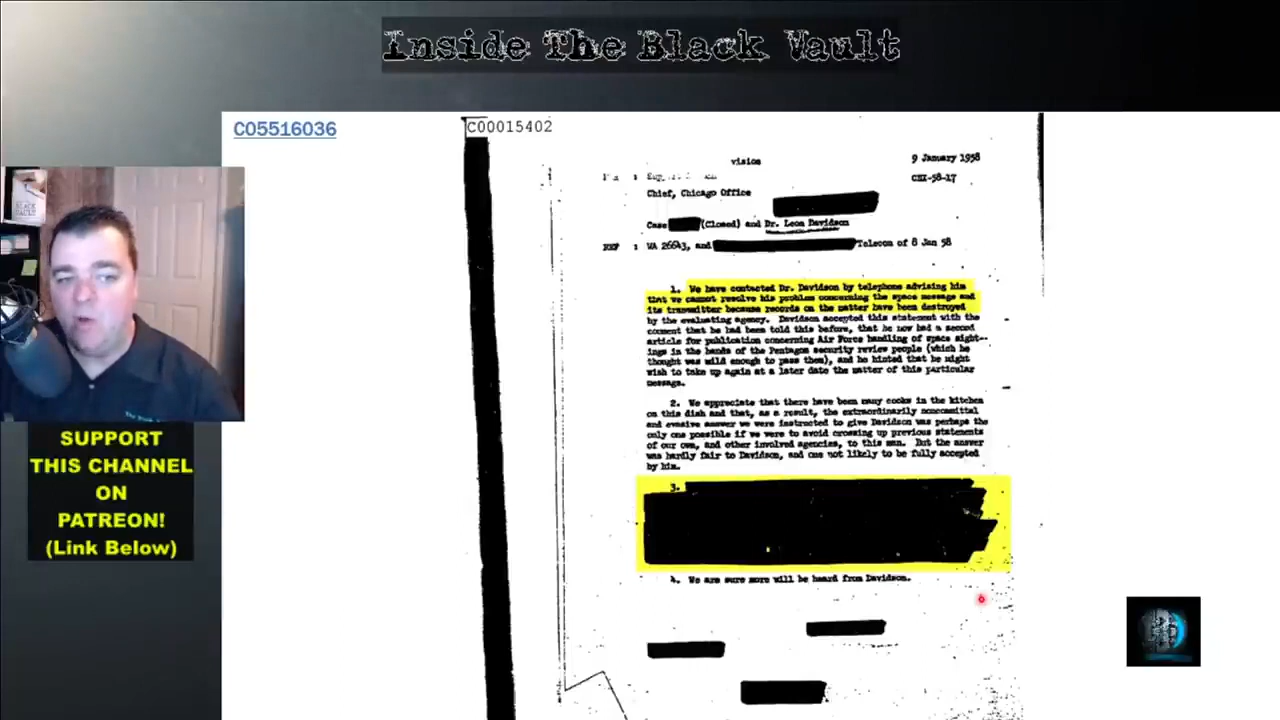 Inside The Black Vault
C05516036
C00015402
vision
9 January 1958
CHI-58-17
Chief, Chicago Office
Case (Closed) and Dr. Leon Davidson
REF : WA 26643, and Telecon of 8 Jan 58
1. We have contacted Dr. Davidson by telephone advising him
that we cannot resolve his problem concerning the space message and
its transmitter because records on the matter have been destroyed
by the evaluating agency. Davidson accepted this statement with the
comment that he had been told this before, that he now had a second
article for publication concerning Air Force handling of space sight-
ings in the hands of the Pentagon security review people (which he
thought was mild enough to pass them), and he hinted that he might
wish to take up again at a later date the matter of this particular
message.
2. We appreciate that there have been many cooks in the kitchen
on this dish and that, as a result, the extraordinarily noncommittal
and evasive answer we were instructed to give Davidson was perhaps the
only one possible if we were to avoid crossing up previous statements
of our own, and other involved agencies, to this man. But the answer
was hardly fair to Davidson, and one not likely to be fully accepted
by him.
3.
4. We are sure more will be heard from Davidson.
SUPPORT
THIS CHANNEL
ON
PATREON!
(Link Below)